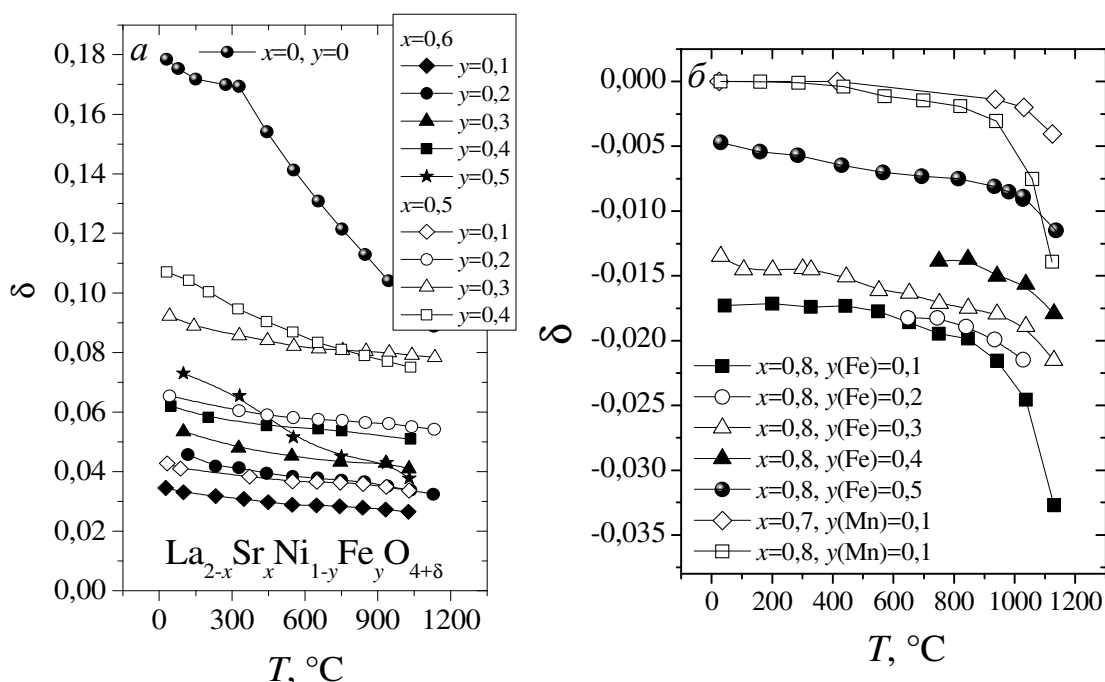 a
x=0, y=0
x=0,6
y=0,1
y=0,2
y=0,3
y=0,4
y=0,5
x=0,5
y=0,1
y=0,2
y=0,3
y=0,4
0,18
0,16
0,14
0,12
0,10
0,08
0,06
0,04
0,02
0,00
δ
La2-xSrxNi1-yFeyO4+δ
0 300 600 900 1200
T, °C
б
0,000
-0,005
-0,010
-0,015
-0,020
-0,025
-0,030
-0,035
δ
x=0,8, y(Fe)=0,1
x=0,8, y(Fe)=0,2
x=0,8, y(Fe)=0,3
x=0,8, y(Fe)=0,4
x=0,8, y(Fe)=0,5
x=0,7, y(Mn)=0,1
x=0,8, y(Mn)=0,1
0 200 400 600 800 1000 1200
T, °C